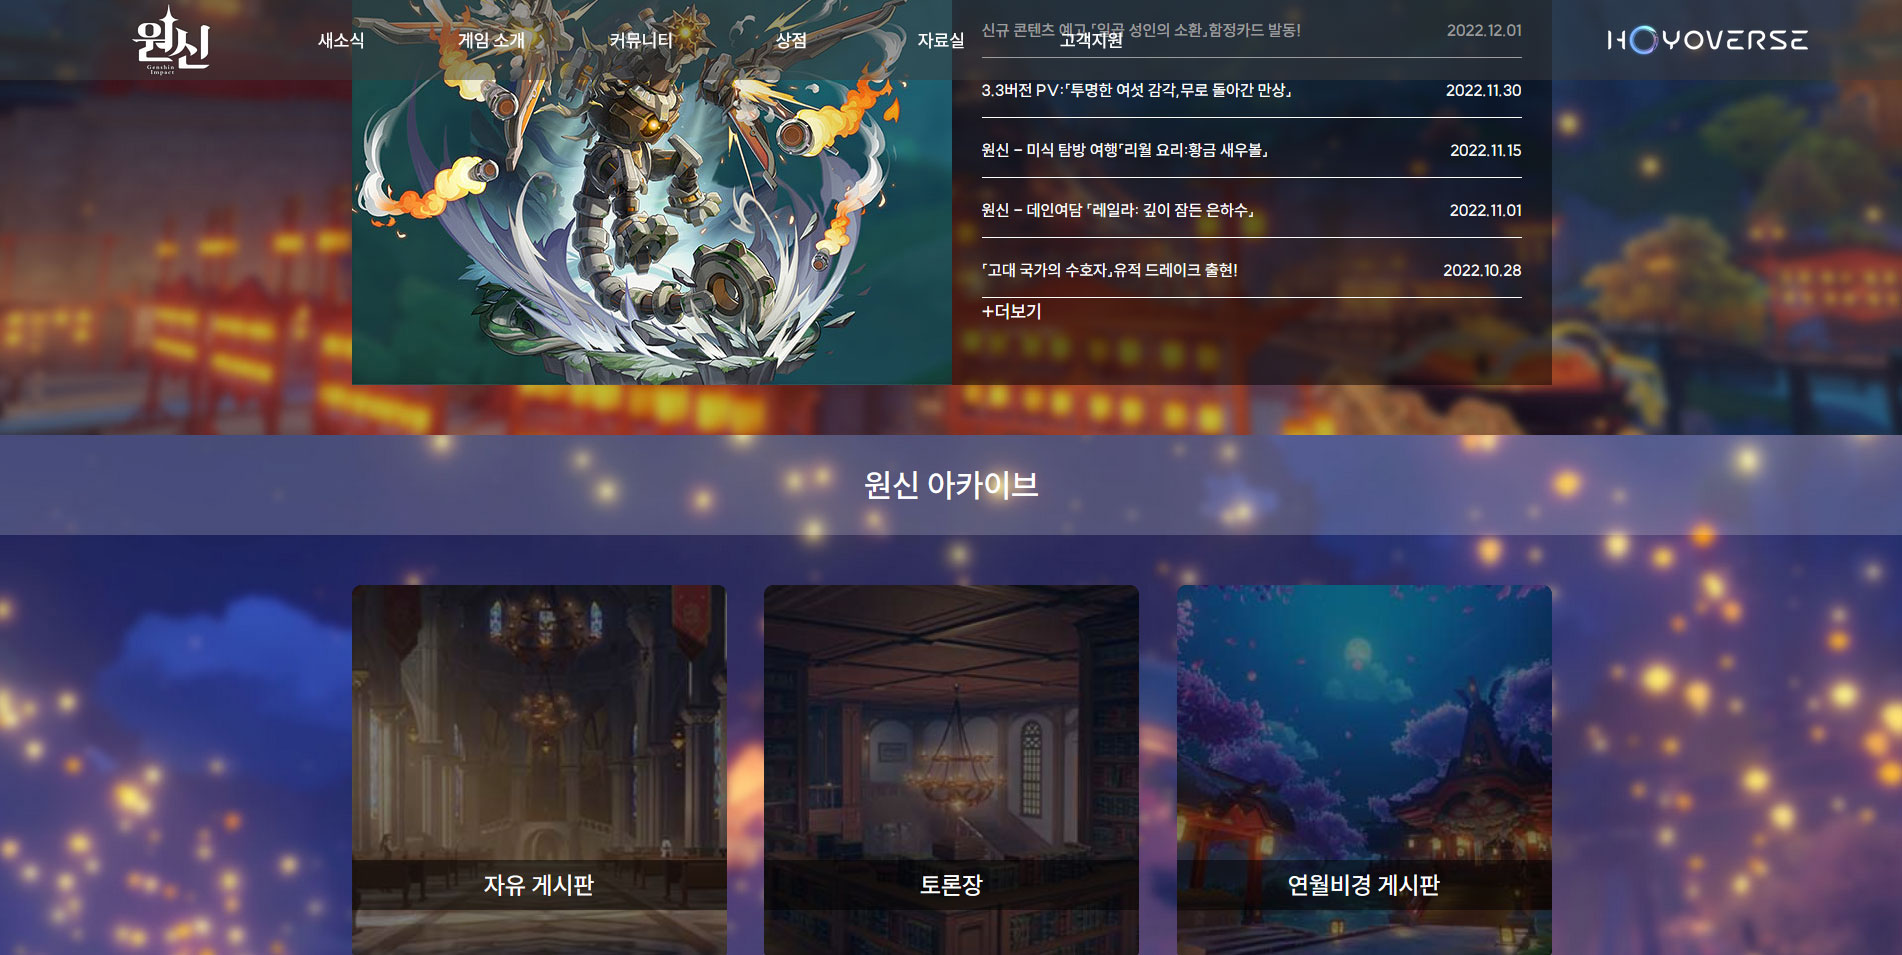 원신
Genshin
Impact
새소식
게임 소개
커뮤니티
상점
자료실
고객지원
HOYOVERSE
신규 콘텐츠 예고 「일곱 성인의 소환」함정카드 발동!
2022.12.01
3.3버전 PV:「투명한 여섯 감각,무로 돌아간 만상」
2022.11.30
원신 – 미식 탐방 여행「리월 요리:황금 새우볼」
2022.11.15
원신 – 데인여담 「레일라: 깊이 잠든 은하수」
2022.11.01
「고대 국가의 수호자」유적 드레이크 출현!
2022.10.28
+더보기
원신 아카이브
자유 게시판
토론장
연월비경 게시판